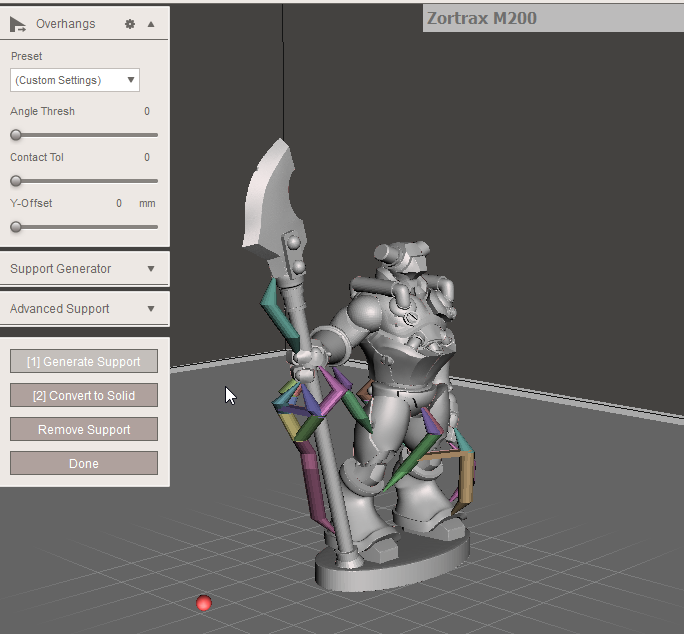 Overhangs
Zortrax M200
Preset
(Custom Settings)
Angle Thresh 0
Contact Tol 0
Y-Offset 0 mm
Support Generator
Advanced Support
[1] Generate Support
[2] Convert to Solid
Remove Support
Done